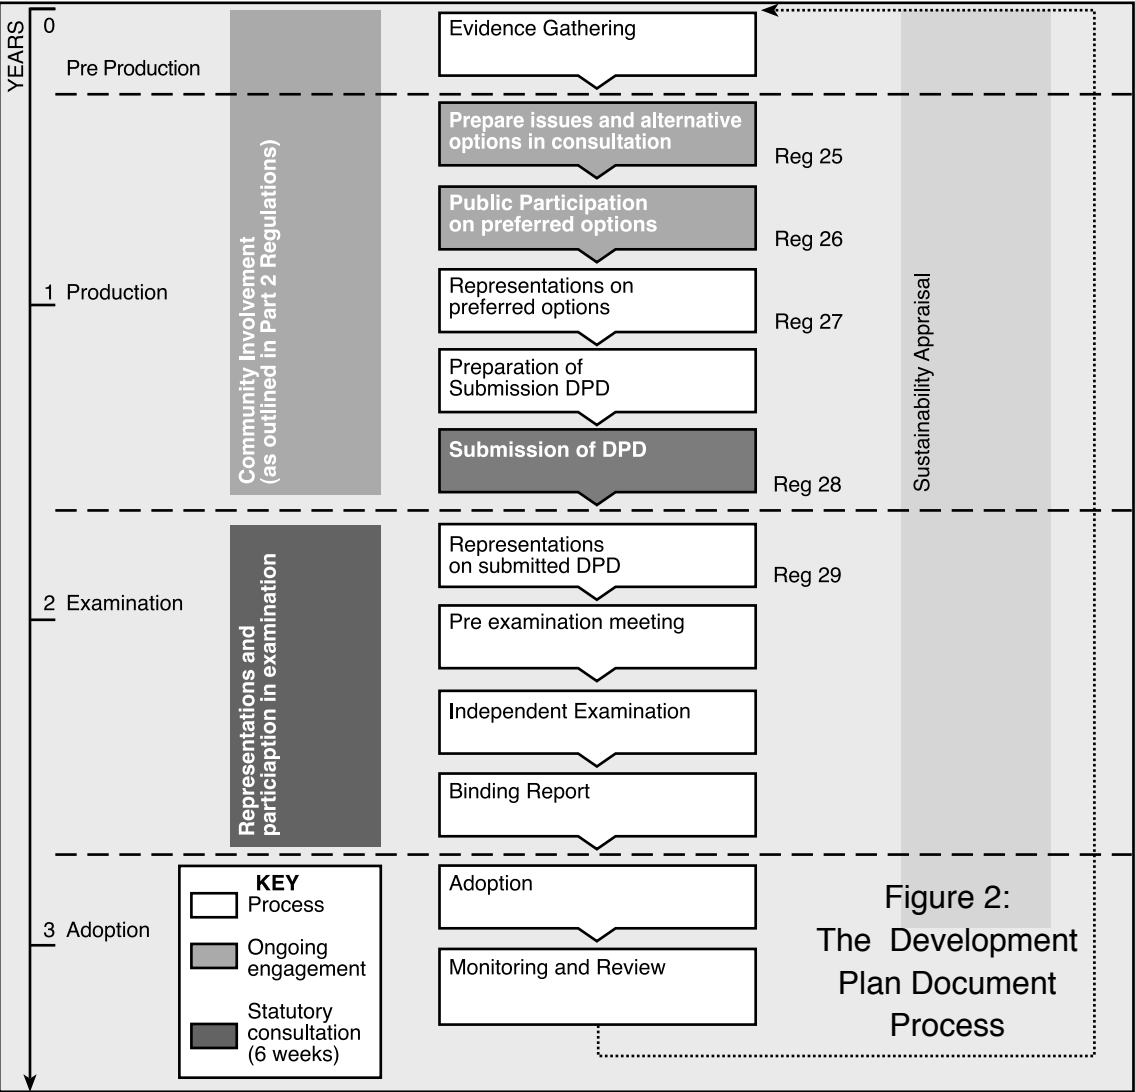 YEARS
0
Pre Production
1 Production
2 Examination
3 Adoption
Community Involvement
(as outlined in Part 2 Regulations)
Representations and
particiaption in examination
Evidence Gathering
Prepare issues and alternative
options in consultation
Reg 25
Public Participation
on preferred options
Reg 26
Representations on
preferred options
Reg 27
Preparation of
Submission DPD
Submission of DPD
Reg 28
Representations
on submitted DPD
Reg 29
Pre examination meeting
Independent Examination
Binding Report
Adoption
Monitoring and Review
Sustainability Appraisal
KEY
Process
Ongoing
engagement
Statutory
consultation
(6 weeks)
Figure 2:
The Development
Plan Document
Process